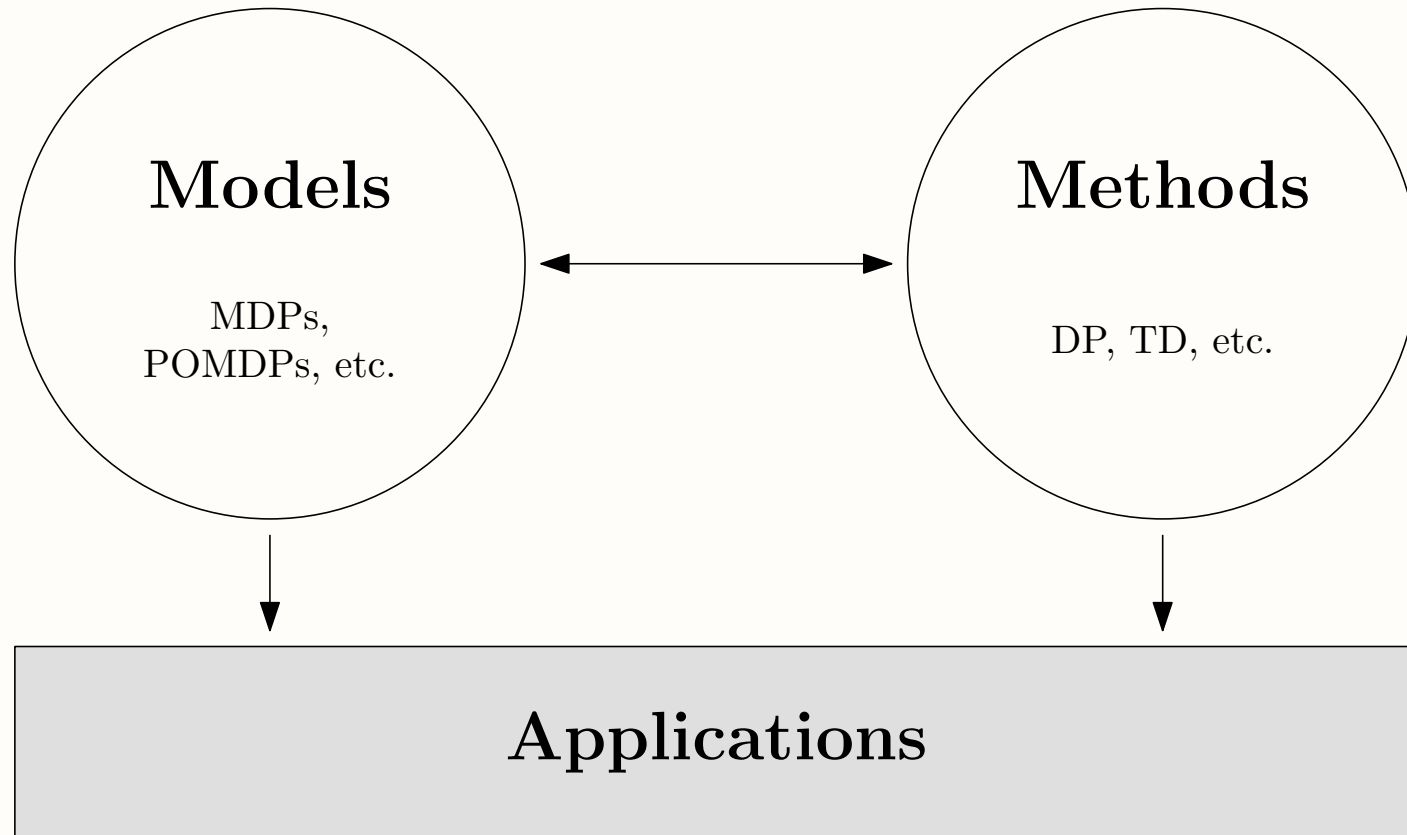 Models
MDPs,
POMDPs, etc.
Methods
DP, TD, etc.
Applications